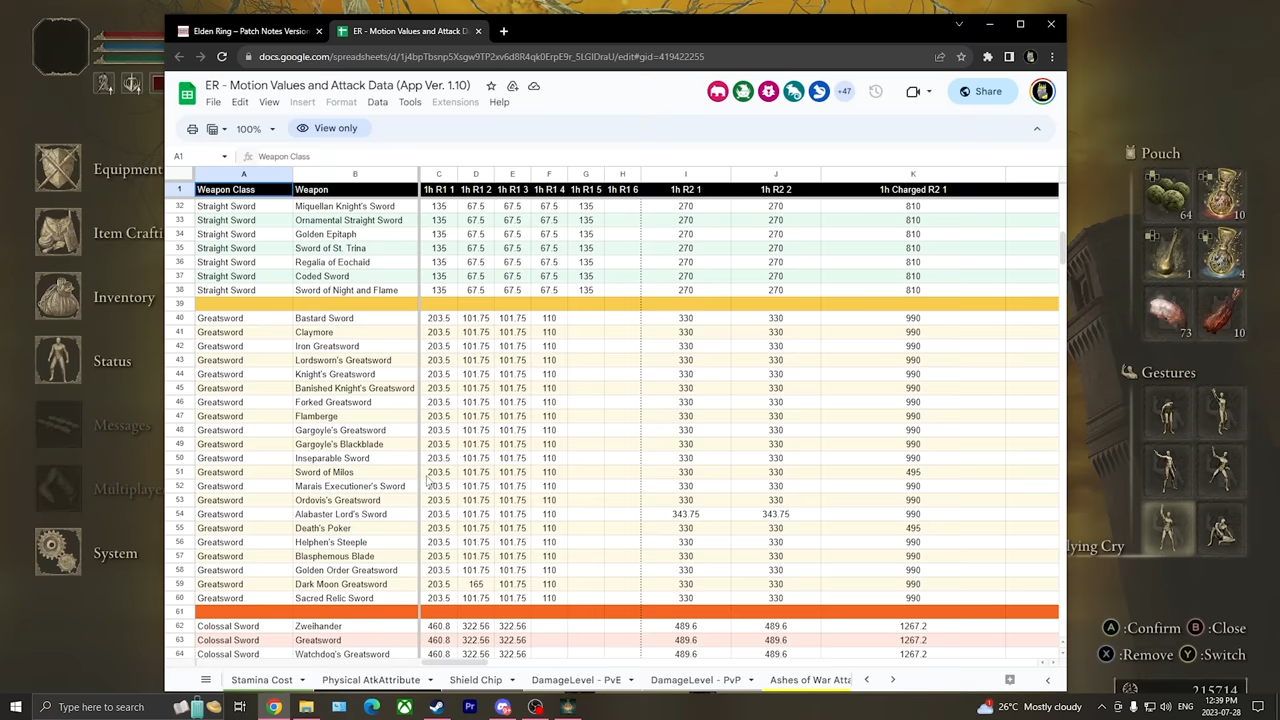 Elden Ring – Patch Notes Version
ER - Motion Values and Attack D
docs.google.com/spreadsheets/d/1j4bpTbsnp5Xsgw9TP2xv6d8R4qk0ErpE9r_5LGIDraU/edit#gid=419422255
ER - Motion Values and Attack Data (App Ver. 1.10)
+47
Share
File Edit View Insert Format Data Tools Extensions Help
100% View only
A1 fx Weapon Class
A B C D E F G H I J K
1 Weapon Class Weapon 1h R1 1 1h R1 2 1h R1 3 1h R1 4 1h R1 5 1h R1 6 1h R2 1 1h R2 2 1h Charged R2 1
32 Straight Sword Miquellan Knight's Sword 135 67.5 67.5 67.5 135 270 270 810
33 Straight Sword Ornamental Straight Sword 135 67.5 67.5 67.5 135 270 270 810
34 Straight Sword Golden Epitaph 135 67.5 67.5 67.5 135 270 270 810
35 Straight Sword Sword of St. Trina 135 67.5 67.5 67.5 135 270 270 810
36 Straight Sword Regalia of Eochaid 135 67.5 67.5 67.5 135 270 270 810
37 Straight Sword Coded Sword 135 67.5 67.5 67.5 135 270 270 810
38 Straight Sword Sword of Night and Flame 135 67.5 67.5 67.5 135 270 270 810
39
40 Greatsword Bastard Sword 203.5 101.75 101.75 110 330 330 990
41 Greatsword Claymore 203.5 101.75 101.75 110 330 330 990
42 Greatsword Iron Greatsword 203.5 101.75 101.75 110 330 330 990
43 Greatsword Lordsworn's Greatsword 203.5 101.75 101.75 110 330 330 990
44 Greatsword Knight's Greatsword 203.5 101.75 101.75 110 330 330 990
45 Greatsword Banished Knight's Greatsword 203.5 101.75 101.75 110 330 330 990
46 Greatsword Forked Greatsword 203.5 101.75 101.75 110 330 330 990
47 Greatsword Flamberge 203.5 101.75 101.75 110 330 330 990
48 Greatsword Gargoyle's Greatsword 203.5 101.75 101.75 110 330 330 990
49 Greatsword Gargoyle's Blackblade 203.5 101.75 101.75 110 330 330 990
50 Greatsword Inseparable Sword 203.5 101.75 101.75 110 330 330 990
51 Greatsword Sword of Milos 203.5 101.75 101.75 110 330 330 495
52 Greatsword Marais Executioner's Sword 203.5 101.75 101.75 110 330 330 990
53 Greatsword Ordovis's Greatsword 203.5 101.75 101.75 110 330 330 990
54 Greatsword Alabaster Lord's Sword 203.5 101.75 101.75 110 343.75 343.75 990
55 Greatsword Death's Poker 203.5 101.75 101.75 110 330 330 495
56 Greatsword Helphen's Steeple 203.5 101.75 101.75 110 330 330 990
57 Greatsword Blasphemous Blade 203.5 101.75 101.75 110 330 330 990
58 Greatsword Golden Order Greatsword 203.5 101.75 101.75 110 330 330 990
59 Greatsword Dark Moon Greatsword 203.5 165 101.75 110 330 330 990
60 Greatsword Sacred Relic Sword 203.5 101.75 101.75 110 330 330 990
61
62 Colossal Sword Zweihander 460.8 322.56 322.56 489.6 489.6 1267.2
63 Colossal Sword Greatsword 460.8 322.56 322.56 489.6 489.6 1267.2
64 Colossal Sword Watchdog's Greatsword 460.8 322.56 322.56 489.6 489.6 1267.2
Stamina Cost Physical AtkAttribute Shield Chip DamageLevel - PvE DamageLevel - PvP Ashes of War Atta
Equipment
Item Crafti
Inventory
Status
Messages
Multiplaye
System
Pouch
64 10
1 4
73 10
Gestures
lying Cry
A :Confirm B :Close
X :Remove Y :Switch
215714
Type here to search
Pr
26°C Mostly cloudy
ENG
12:39 PM
2023-07-28